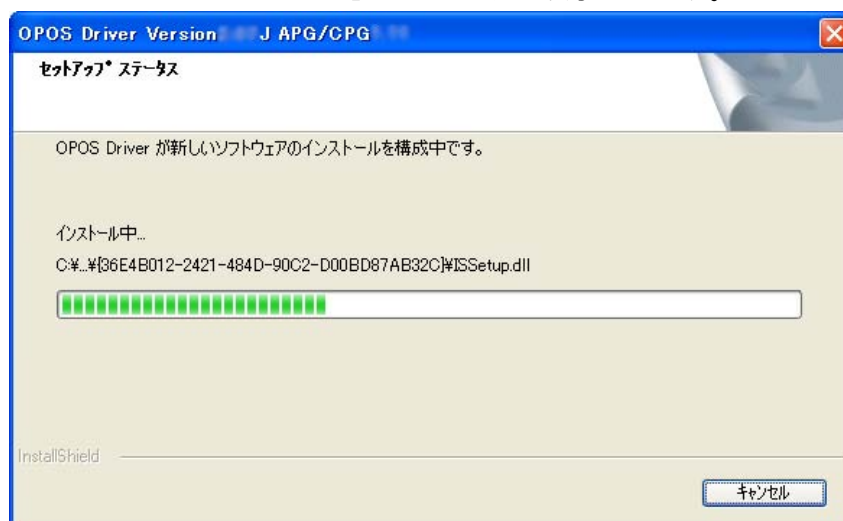 OPOS Driver Version J APG/CPG
セットアップ ステータス
OPOS Driver が新しいソフトウェアのインストールを構成中です。
インストール中...
C:¥...¥{36E4B012-2421-484D-90C2-D00BD87AB32C}¥ISSetup.dll
InstallShield
キャンセル